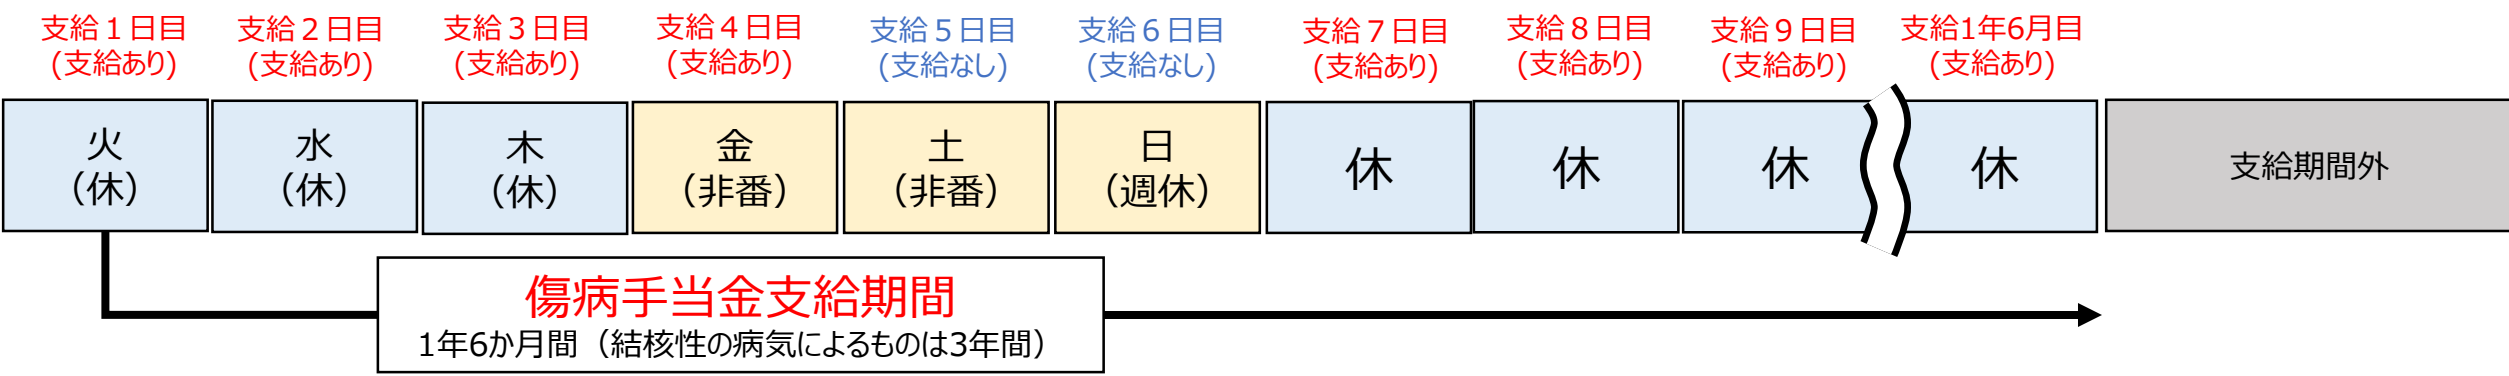 支給１日目
(支給あり)
支給２日目
(支給あり)
支給３日目
(支給あり)
支給４日目
(支給あり)
支給５日目
(支給なし)
支給６日目
(支給なし)
支給７日目
(支給あり)
支給８日目
(支給あり)
支給９日目
(支給あり)
支給1年6月目
(支給あり)
火
（休）
水
（休）
木
（休）
金
（非番）
土
（非番）
日
（週休）
休
休
休
休
支給期間外
傷病手当金支給期間
1年6か月間（結核性の病気によるものは3年間）